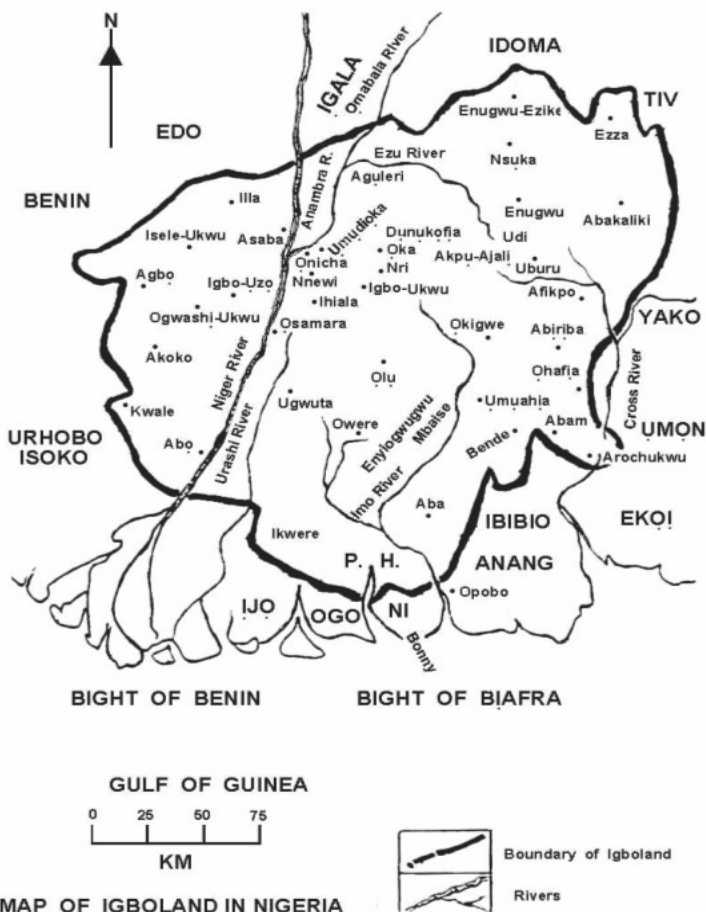 N
IDOMA
IGALA
Omabala River
TIV
Enugwu-Ezike
Ezza
EDO
Ezu River
Nsuka
Aguleri
Anambra R.
BENIN
Illa
Enugwu
Abakaliki
Asaba
Umudioka
Dunukofia
Udi
Isele-Ukwu
Onicha
Oka
Akpu-Ajali
Uburu
Nri
Agbo
Nnewi
Igbo-Uzo
Ihiala
Igbo-Ukwu
Afikpo
YAKO
Ogwashi-Ukwu
Osamara
Okigwe
Abiriba
Akoko
Niger River
Olu
Ohafia
Cross River
Ugwuta
Umuahia
Kwale
Enyiogwugwu
Mbaise
Owere
Abam
UMON
URHOBO
ISOKO
Abo
Urashi River
Bende
Arochukwu
Imo River
Aba
IBIBIO
EKOI
Ikwere
ANANG
P. H.
Opobo
IJO
OGO
NI
Bonny
BIGHT OF BENIN
BIGHT OF BIAFRA
GULF OF GUINEA
0 25 50 75
KM
Boundary of Igboland
Rivers
MAP OF IGBOLAND IN NIGERIA